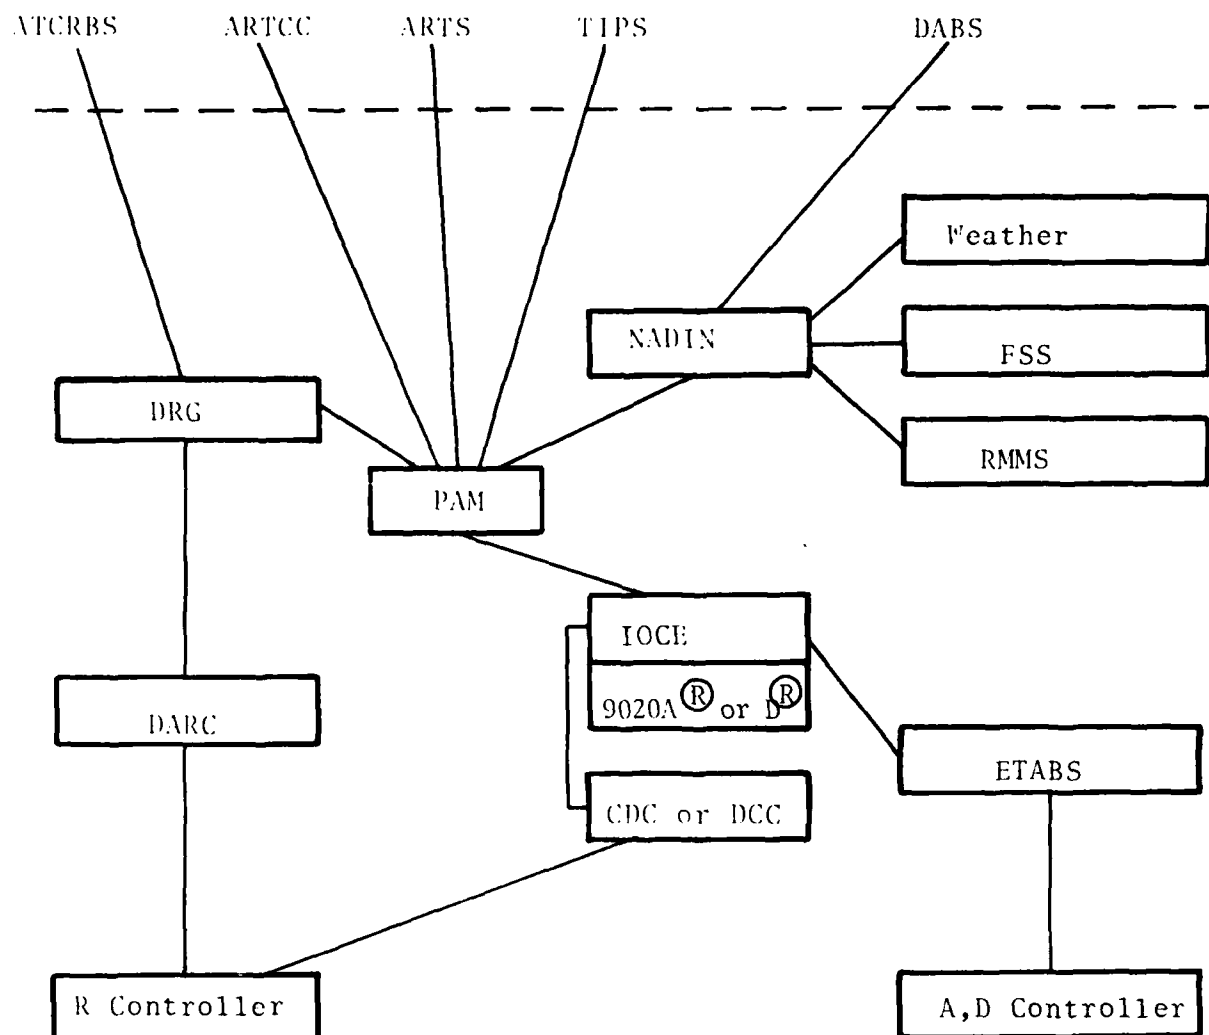 ATCRBS ARTCC ARTS TIPS DABS
Weather
NADIN
FSS
DRG
RMMS
PAM
IOCE
9020A ® or D ®
DARC
ETABS
CDC or DCC
R Controller
A,D Controller